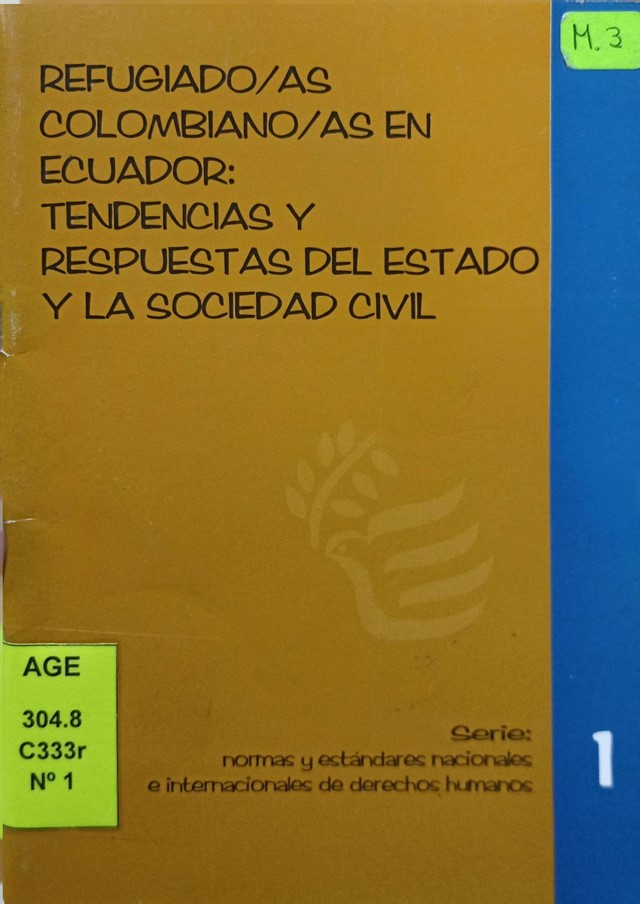 M.3
REFUGIADO/AS
COLOMBIANO/AS EN
ECUADOR:
TENDENCIAS Y
RESPUESTAS DEL ESTADO
Y LA SOCIEDAD CIVIL
AGE
304.8
C333r
Nº 1
Serie:
normas y estándares nacionales
e internacionales de derechos humanos
1